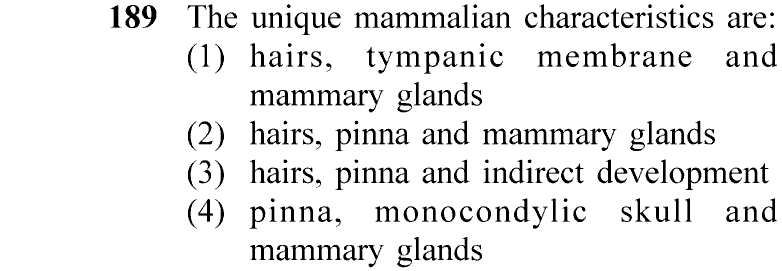 189 The unique mammalian characteristics are:
(1) hairs, tympanic membrane and
mammary glands
(2) hairs, pinna and mammary glands
(3) hairs, pinna and indirect development
(4) pinna, monocondylic skull and
mammary glands